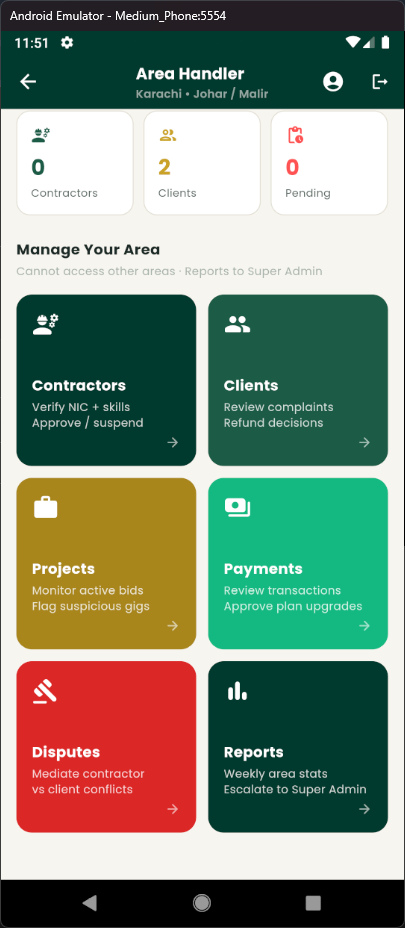 Android Emulator - Medium_Phone:5554
11:51
Area Handler
Karachi • Johar / Malir
0
Contractors
2
Clients
0
Pending
Manage Your Area
Cannot access other areas · Reports to Super Admin
Contractors
Verify NIC + skills
Approve / suspend
Clients
Review complaints
Refund decisions
Projects
Monitor active bids
Flag suspicious gigs
Payments
Review transactions
Approve plan upgrades
Disputes
Mediate contractor
vs client conflicts
Reports
Weekly area stats
Escalate to Super Admin